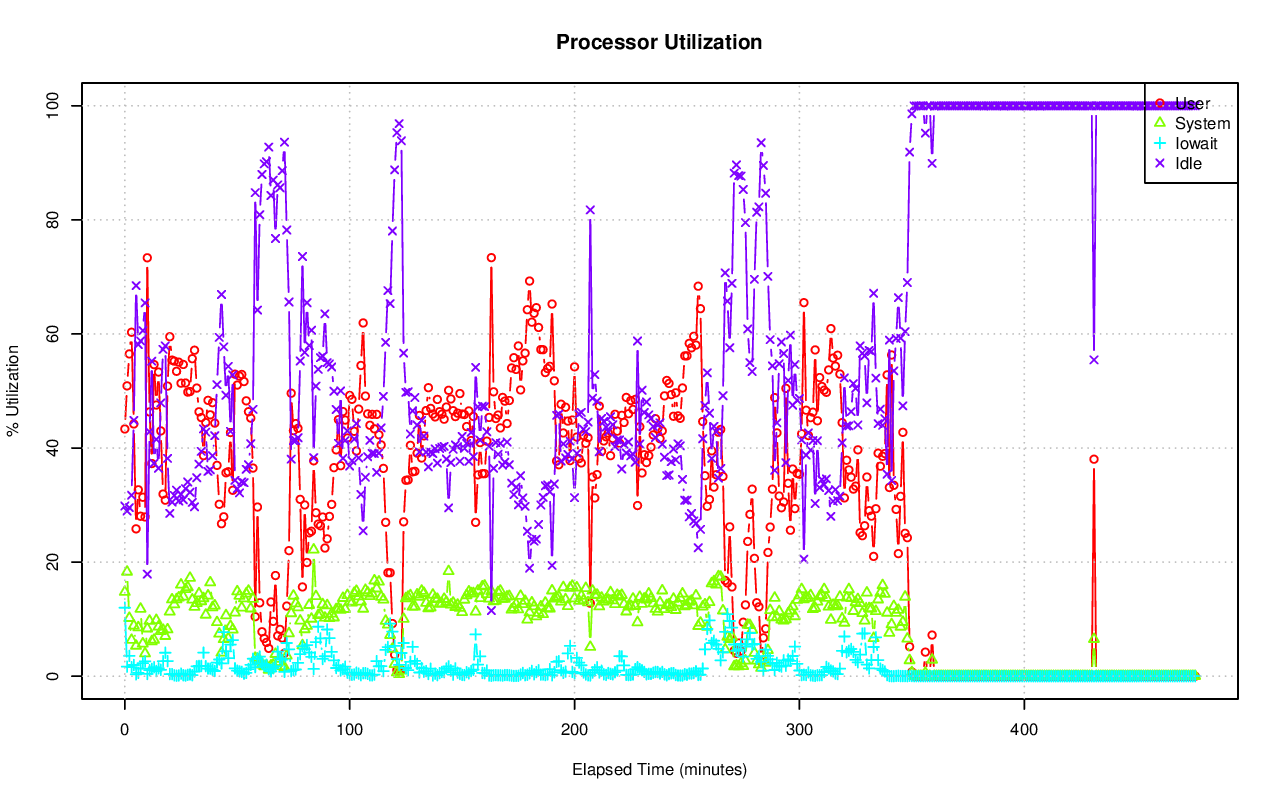 Processor Utilization
% Utilization
100
80
60
40
20
0
User
System
Iowait
Idle
0 100 200 300 400
Elapsed Time (minutes)